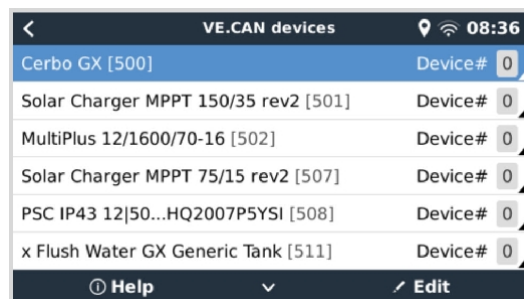 VE.CAN devices 08:36
Cerbo GX [500] Device# 0
Solar Charger MPPT 150/35 rev2 [501] Device# 0
MultiPlus 12/1600/70-16 [502] Device# 0
Solar Charger MPPT 75/15 rev2 [507] Device# 0
PSC IP43 12|50...HQ2007P5YSI [508] Device# 0
x Flush Water GX Generic Tank [511] Device# 0
Help Edit